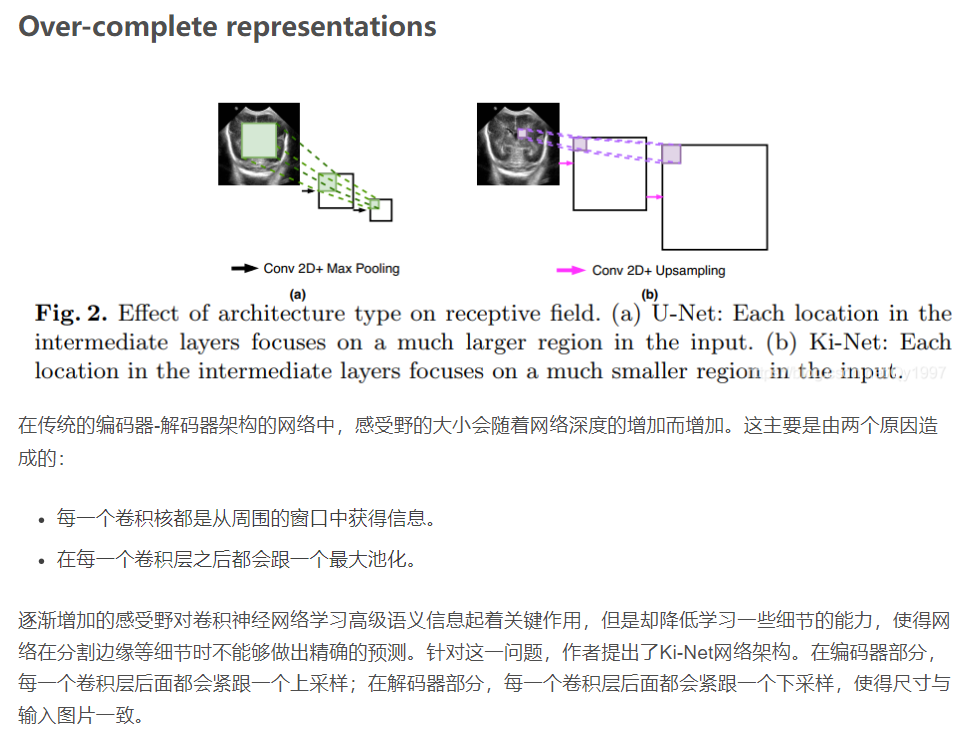 Over-complete representations
Conv 2D+ Max Pooling
(a)
Conv 2D+ Upsampling
(b)
Fig. 2. Effect of architecture type on receptive field. (a) U-Net: Each location in the
intermediate layers focuses on a much larger region in the input. (b) Ki-Net: Each
location in the intermediate layers focuses on a much smaller region in the input.
在传统的编码器-解码器架构的网络中，感受野的大小会随着网络深度的增加而增加。这主要是由两个原因造
成的：
• 每一个卷积核都是从周围的窗口中获得信息。
• 在每一个卷积层之后都会跟一个最大池化。
逐渐增加的感受野对卷积神经网络学习高级语义信息起着关键作用，但是却降低学习一些细节的能力，使得网
络在分割边缘等细节时不能够做出精确的预测。针对这一问题，作者提出了Ki-Net网络架构。在编码器部分，
每一个卷积层后面都会紧跟一个上采样；在解码器部分，每一个卷积层后面都会紧跟一个下采样，使得尺寸与
输入图片一致。